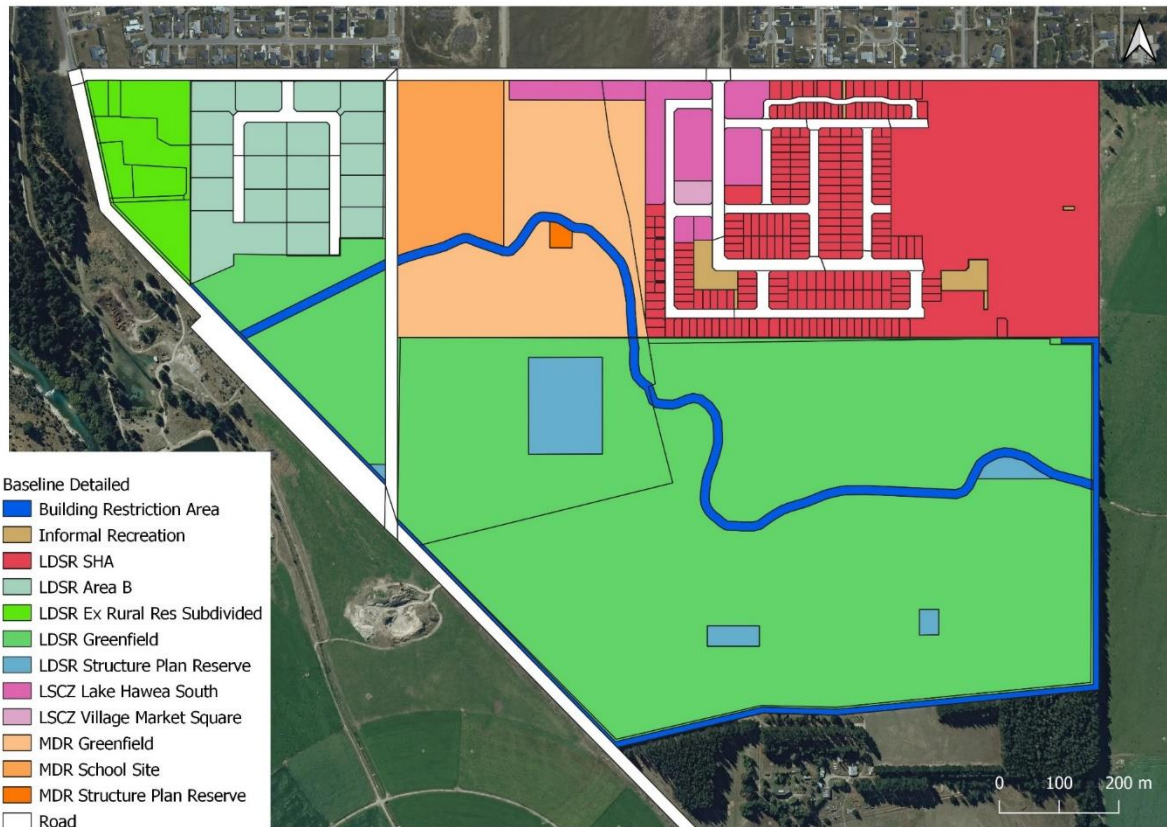 Baseline Detailed
Building Restriction Area
Informal Recreation
LDSR SHA
LDSR Area B
LDSR Ex Rural Res Subdivided
LDSR Greenfield
LDSR Structure Plan Reserve
LSCZ Lake Hawea South
LSCZ Village Market Square
MDR Greenfield
MDR School Site
MDR Structure Plan Reserve
Road
0 100 200 m